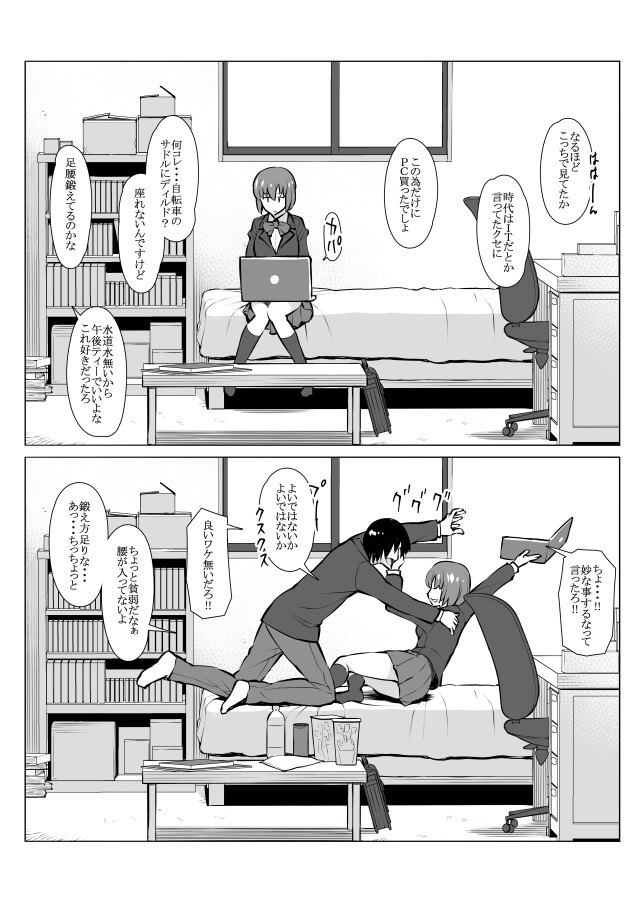 なるほど
こっちで見てたか
ははーん
時代はITだとか
言ってたクセに
この為だけに
PC買ったでしょ
カパ
何コレ・・・自転車の
サドルにディルド？
座れないんですけど
足腰鍛えてるのかな
水道水無いから
午後ティーでいいよな
これ好きだったろ
ちょ・・・!!
妙な事するなって
言ったろ!!
グググ
よいではないか
よいではないか
プー
クスクス
良いワケ無いだろ!!
ちょっと貧弱だなぁ
腰が入ってないよ
鍛え方足りな・・・
あっ・・・ちっちょっと